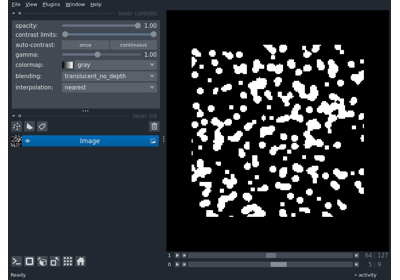 File View Plugins Window Help
layer controls
opacity: 1.00
contrast limits:
auto-contrast: once continuous
gamma: 1.00
colormap: gray
blending: translucent_no_depth
interpolation: nearest
layer list
Image
1 64 127
0 5 9
Ready activity